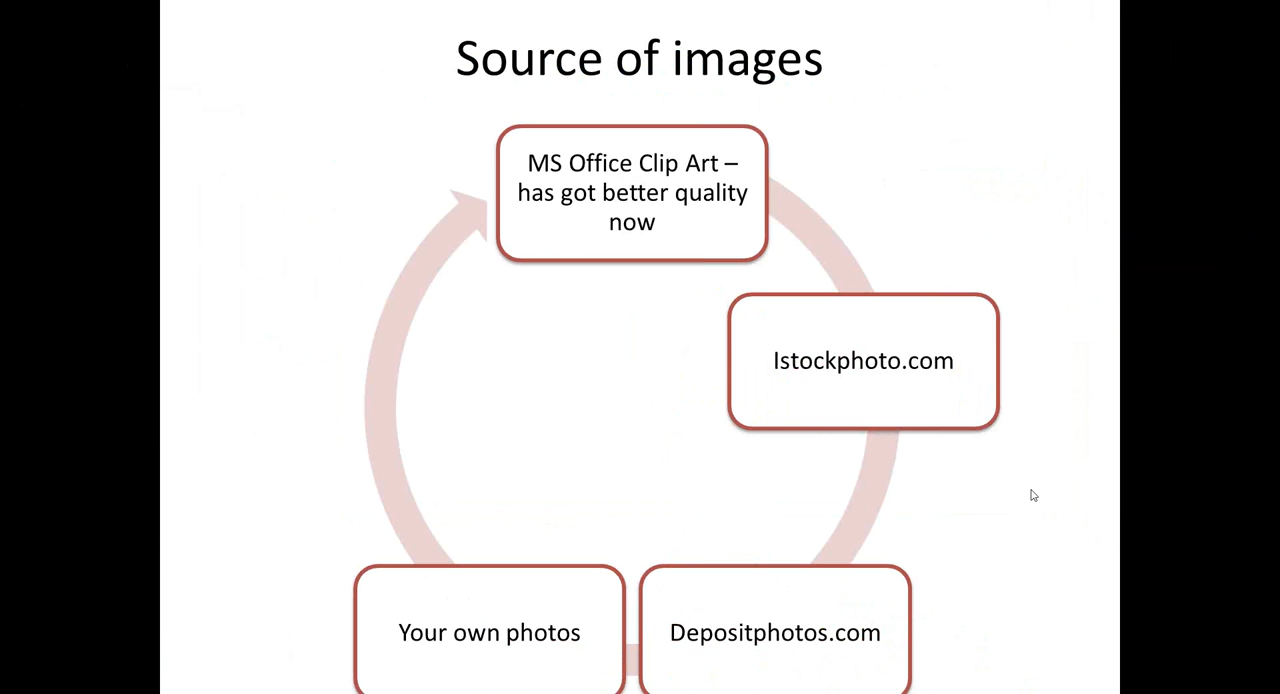 Source of images
MS Office Clip Art –
has got better quality
now
Istockphoto.com
Your own photos
Depositphotos.com